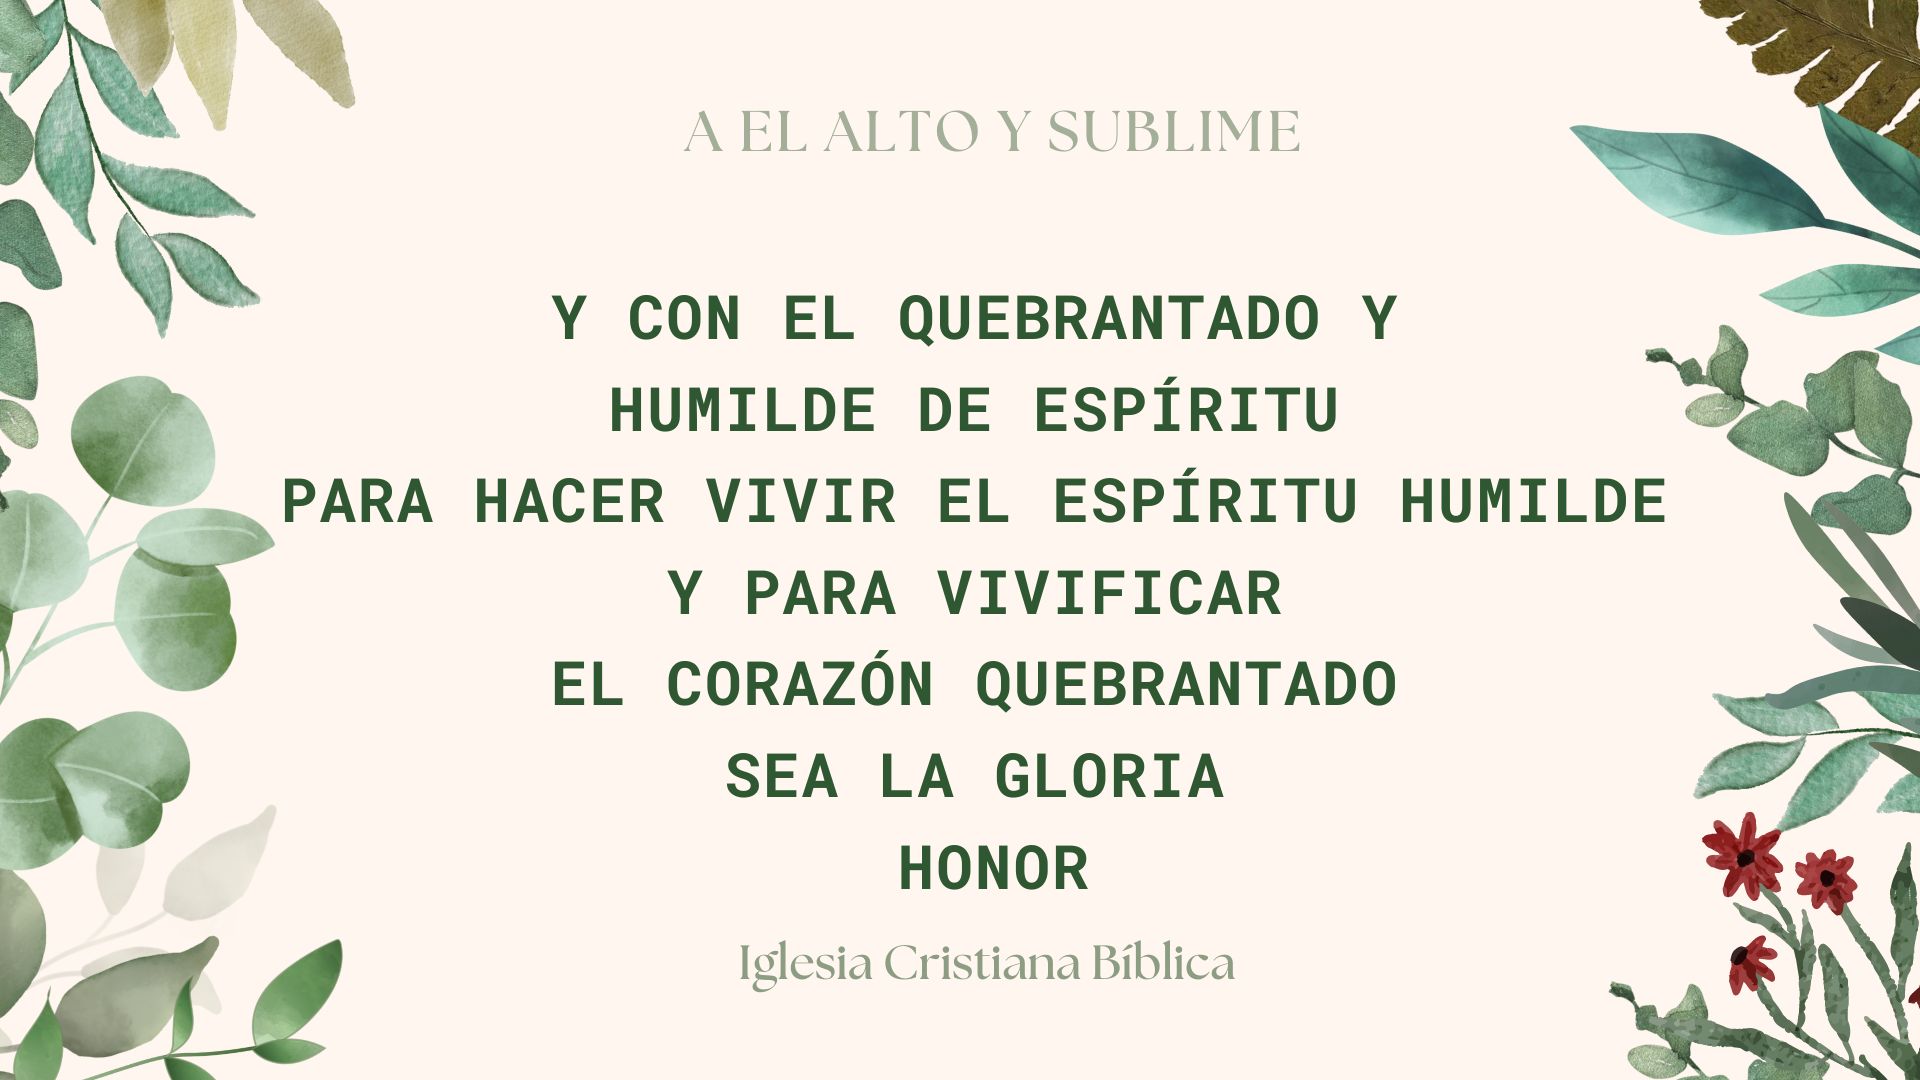 A EL ALTO Y SUBLIME
Y CON EL QUEBRANTADO Y
HUMILDE DE ESPÍRITU
PARA HACER VIVIR EL ESPÍRITU HUMILDE
Y PARA VIVIFICAR
EL CORAZÓN QUEBRANTADO
SEA LA GLORIA
HONOR
Iglesia Cristiana Bíblica